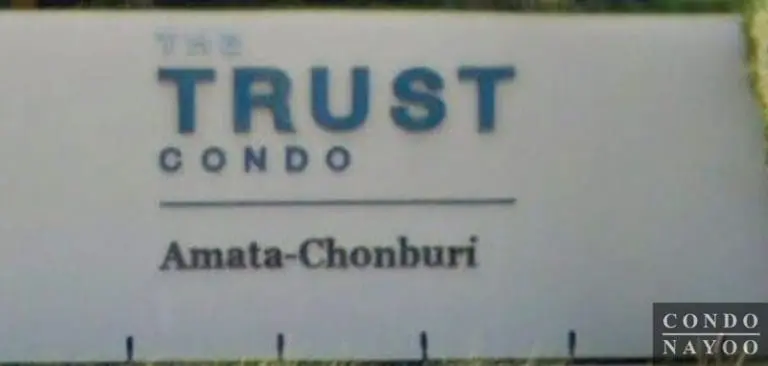 THE
TRUST
CONDO
Amata-Chonburi
CONDO
NAYOO